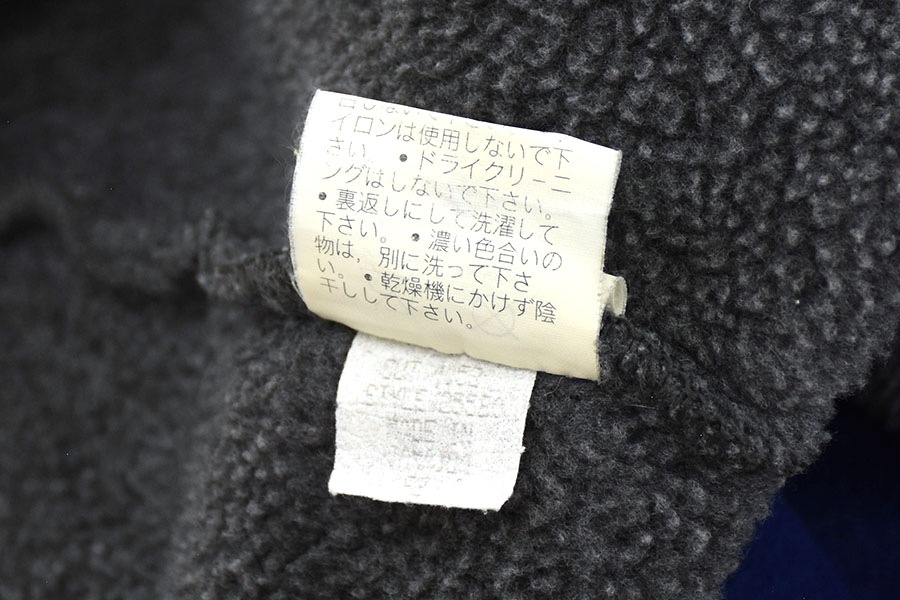 イロンは使用しないで下
さい。 • ドライクリーニ
ングはしないで下さい。
• 裏返しにして洗濯して
下さい。 • 濃い色合いの
物は、別に洗って下さ
い。 • 乾燥機にかけず陰
干しして下さい。
MADE IN